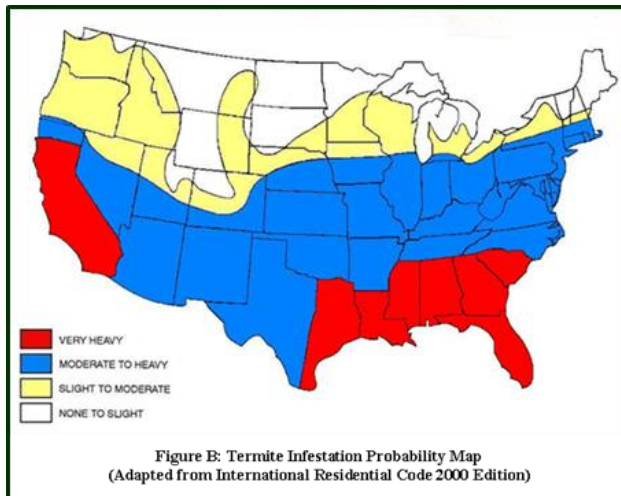 VERY HEAVY
MODERATE TO HEAVY
SLIGHT TO MODERATE
NONE TO SLIGHT
Figure B: Termite Infestation Probability Map
(Adapted from International Residential Code 2000 Edition)